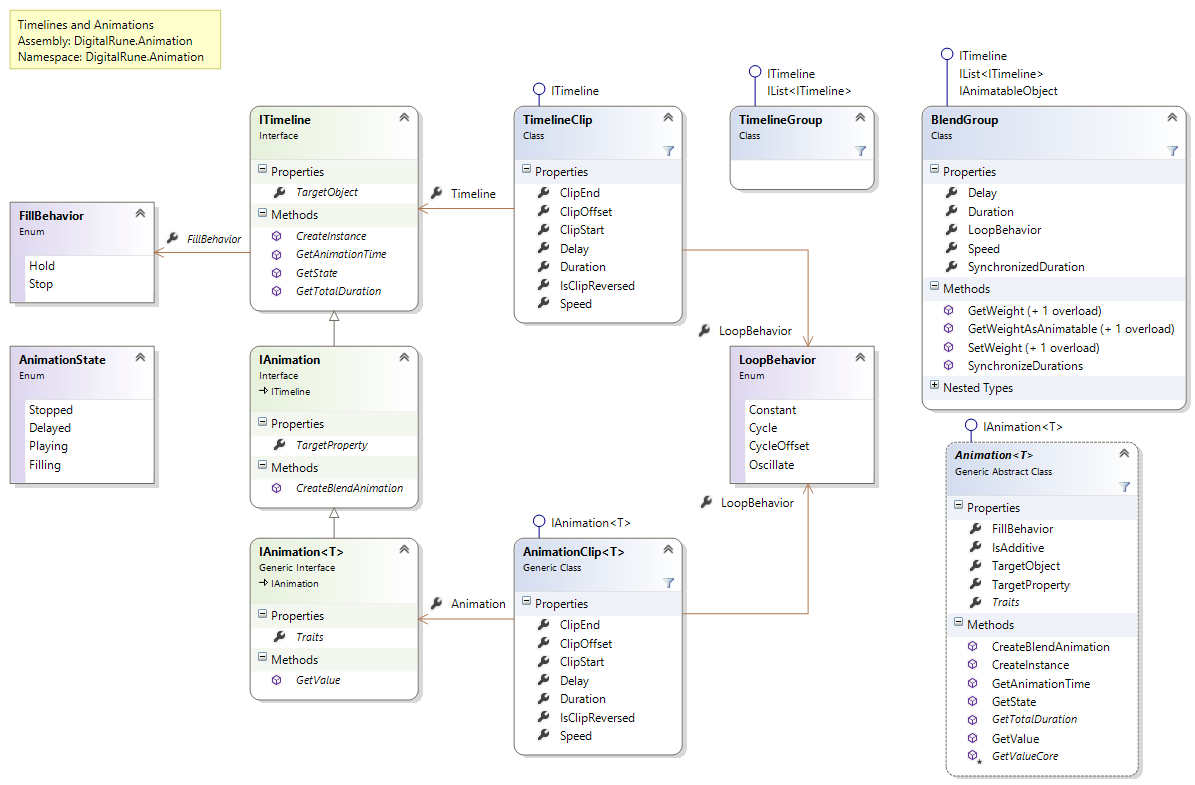 Timelines and Animations
Assembly: DigitalRune.Animation
Namespace: DigitalRune.Animation
FillBehavior
Enum
Hold
Stop
FillBehavior
AnimationState
Enum
Stopped
Delayed
Playing
Filling
ITimeline
Interface
Properties
TargetObject
Methods
CreateInstance
GetAnimationTime
GetState
GetTotalDuration
IAnimation
Interface
ITimeline
Properties
TargetProperty
Methods
CreateBlendAnimation
IAnimation<T>
Generic Interface
IAnimation
Properties
Traits
Methods
GetValue
Timeline
ITimeline
TimelineClip
Class
Properties
ClipEnd
ClipOffset
ClipStart
Delay
Duration
IsClipReversed
Speed
Animation
IAnimation<T>
AnimationClip<T>
Generic Class
Properties
ClipEnd
ClipOffset
ClipStart
Delay
Duration
IsClipReversed
Speed
ITimeline
IList<ITimeline>
TimelineGroup
Class
LoopBehavior
LoopBehavior
Enum
Constant
Cycle
CycleOffset
Oscillate
LoopBehavior
ITimeline
IList<ITimeline>
IAnimatableObject
BlendGroup
Class
Properties
Delay
Duration
LoopBehavior
Speed
SynchronizedDuration
Methods
GetWeight (+ 1 overload)
GetWeightAsAnimatable (+ 1 overload)
SetWeight (+ 1 overload)
SynchronizeDurations
Nested Types
IAnimation<T>
Animation<T>
Generic Abstract Class
Properties
FillBehavior
IsAdditive
TargetObject
TargetProperty
Traits
Methods
CreateBlendAnimation
CreateInstance
GetAnimationTime
GetState
GetTotalDuration
GetValue
GetValueCore